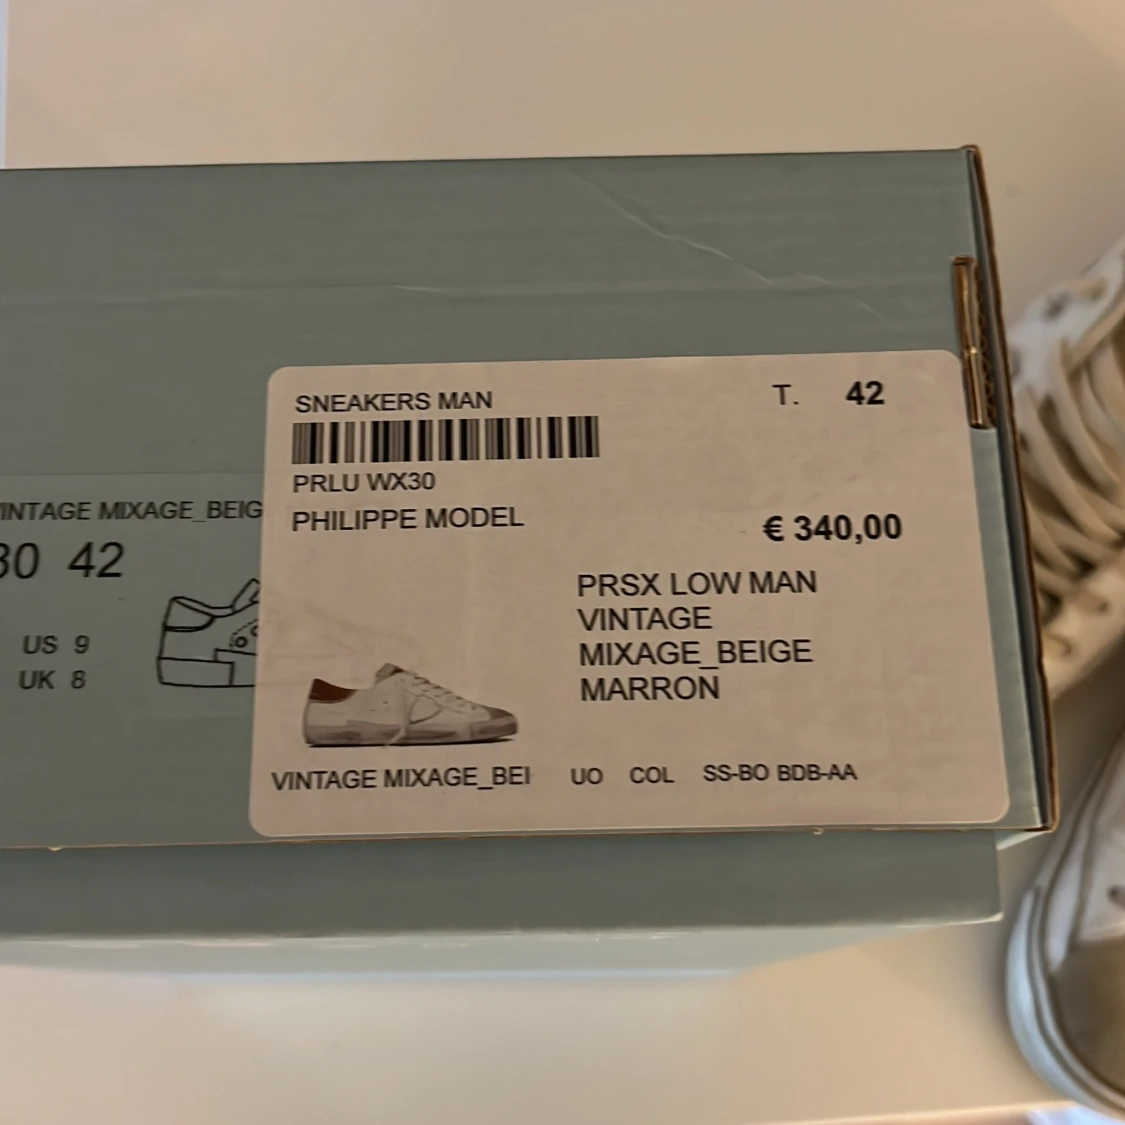 SNEAKERS MAN
T. 42
PRLU WX30
PHILIPPE MODEL
€ 340,00
PRSX LOW MAN
VINTAGE
MIXAGE_BEIGE
MARRON
VINTAGE MIXAGE_BEI
UO COL SS-BO BDB-AA
VINTAGE MIXAGE_BEIG
30 42
US 9
UK 8